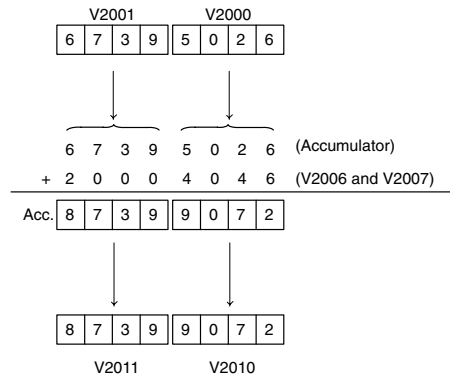 V2001 V2000
6 7 3 9 5 0 2 6
6 7 3 9 5 0 2 6 (Accumulator)
+ 2 0 0 0 4 0 4 6 (V2006 and V2007)
Acc. 8 7 3 9 9 0 7 2
8 7 3 9 9 0 7 2
V2011 V2010